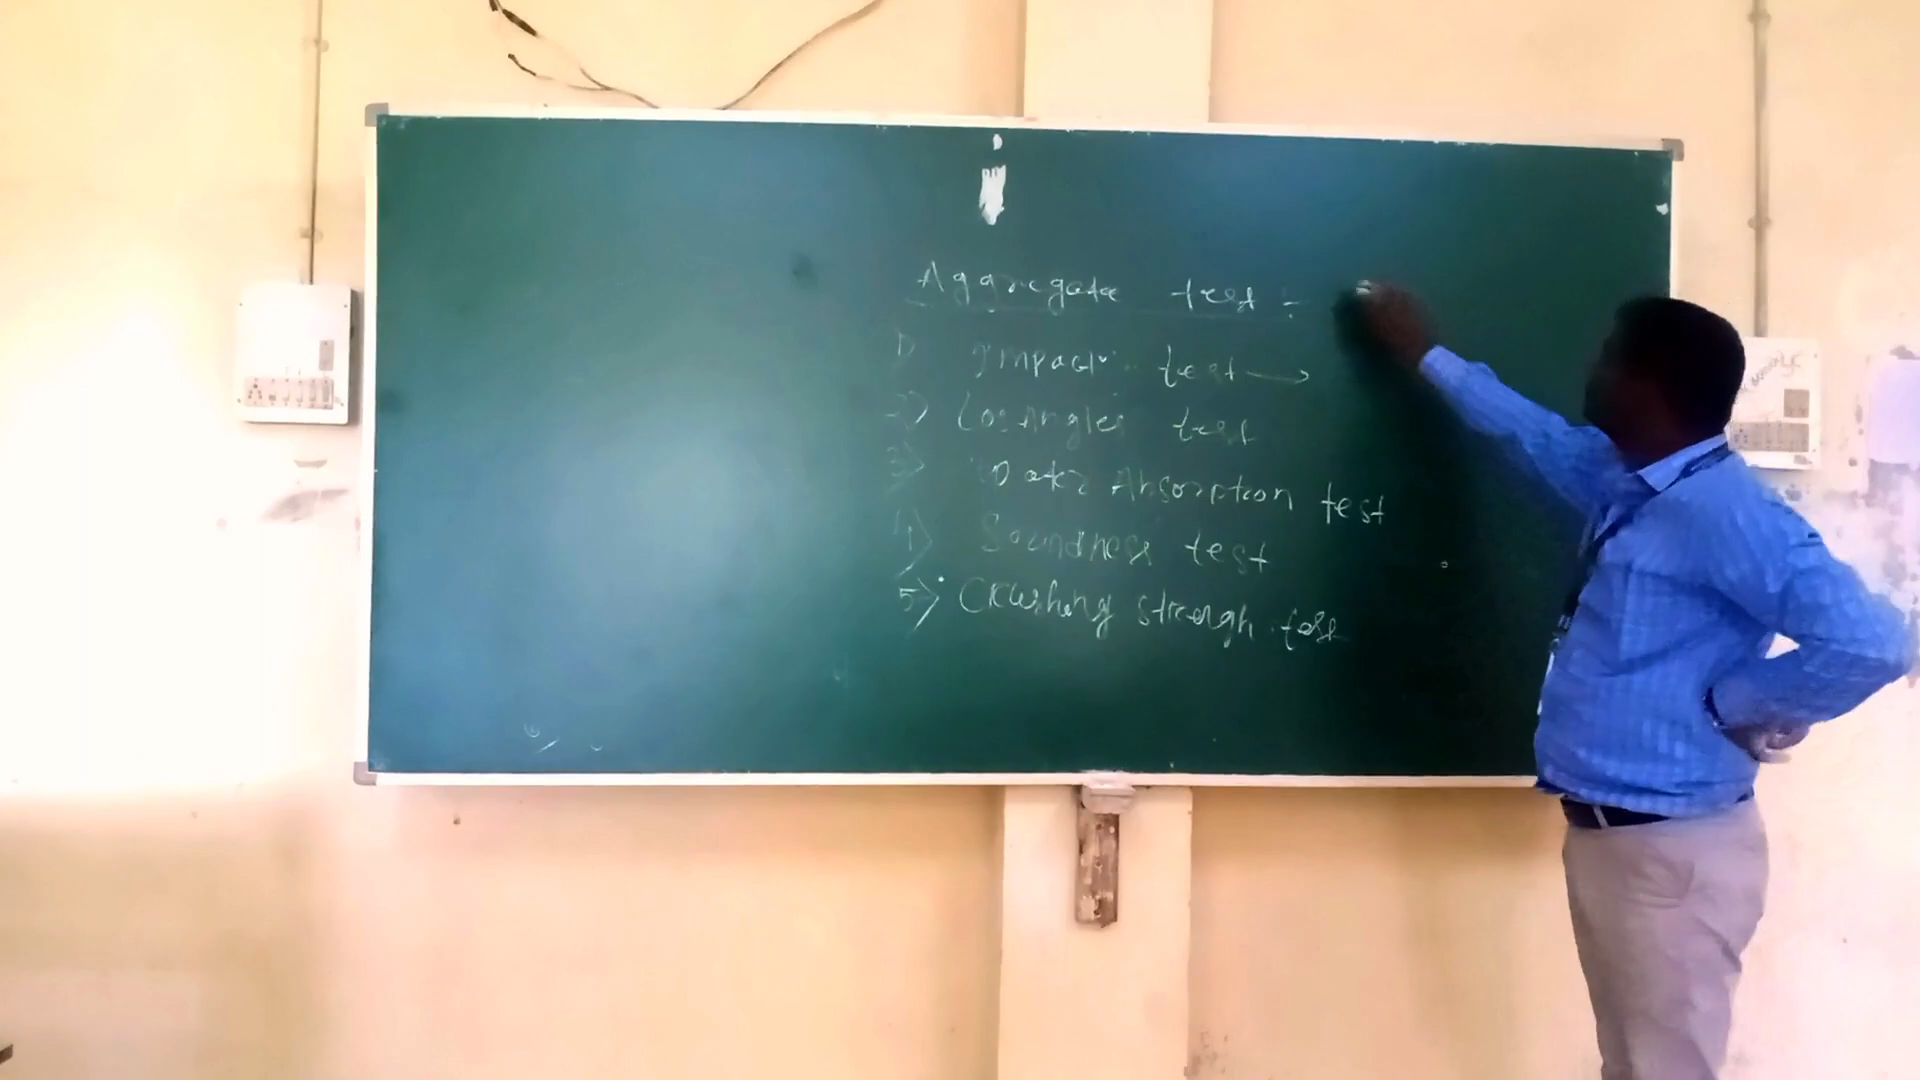 Aggregate test :-
1) Impact test →
2) Los Angles test
3) Water Absorption test
4) Soundness test
5) Crushing strength test